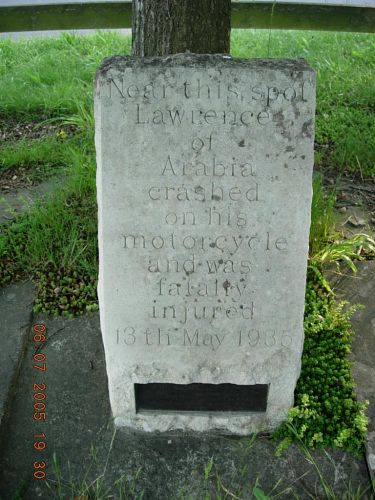 Near this spot
Lawrence
of
Arabia
crashed
on his
motorcycle
and was
fatally
injured
13th May 1935
06 07 2005 19 30